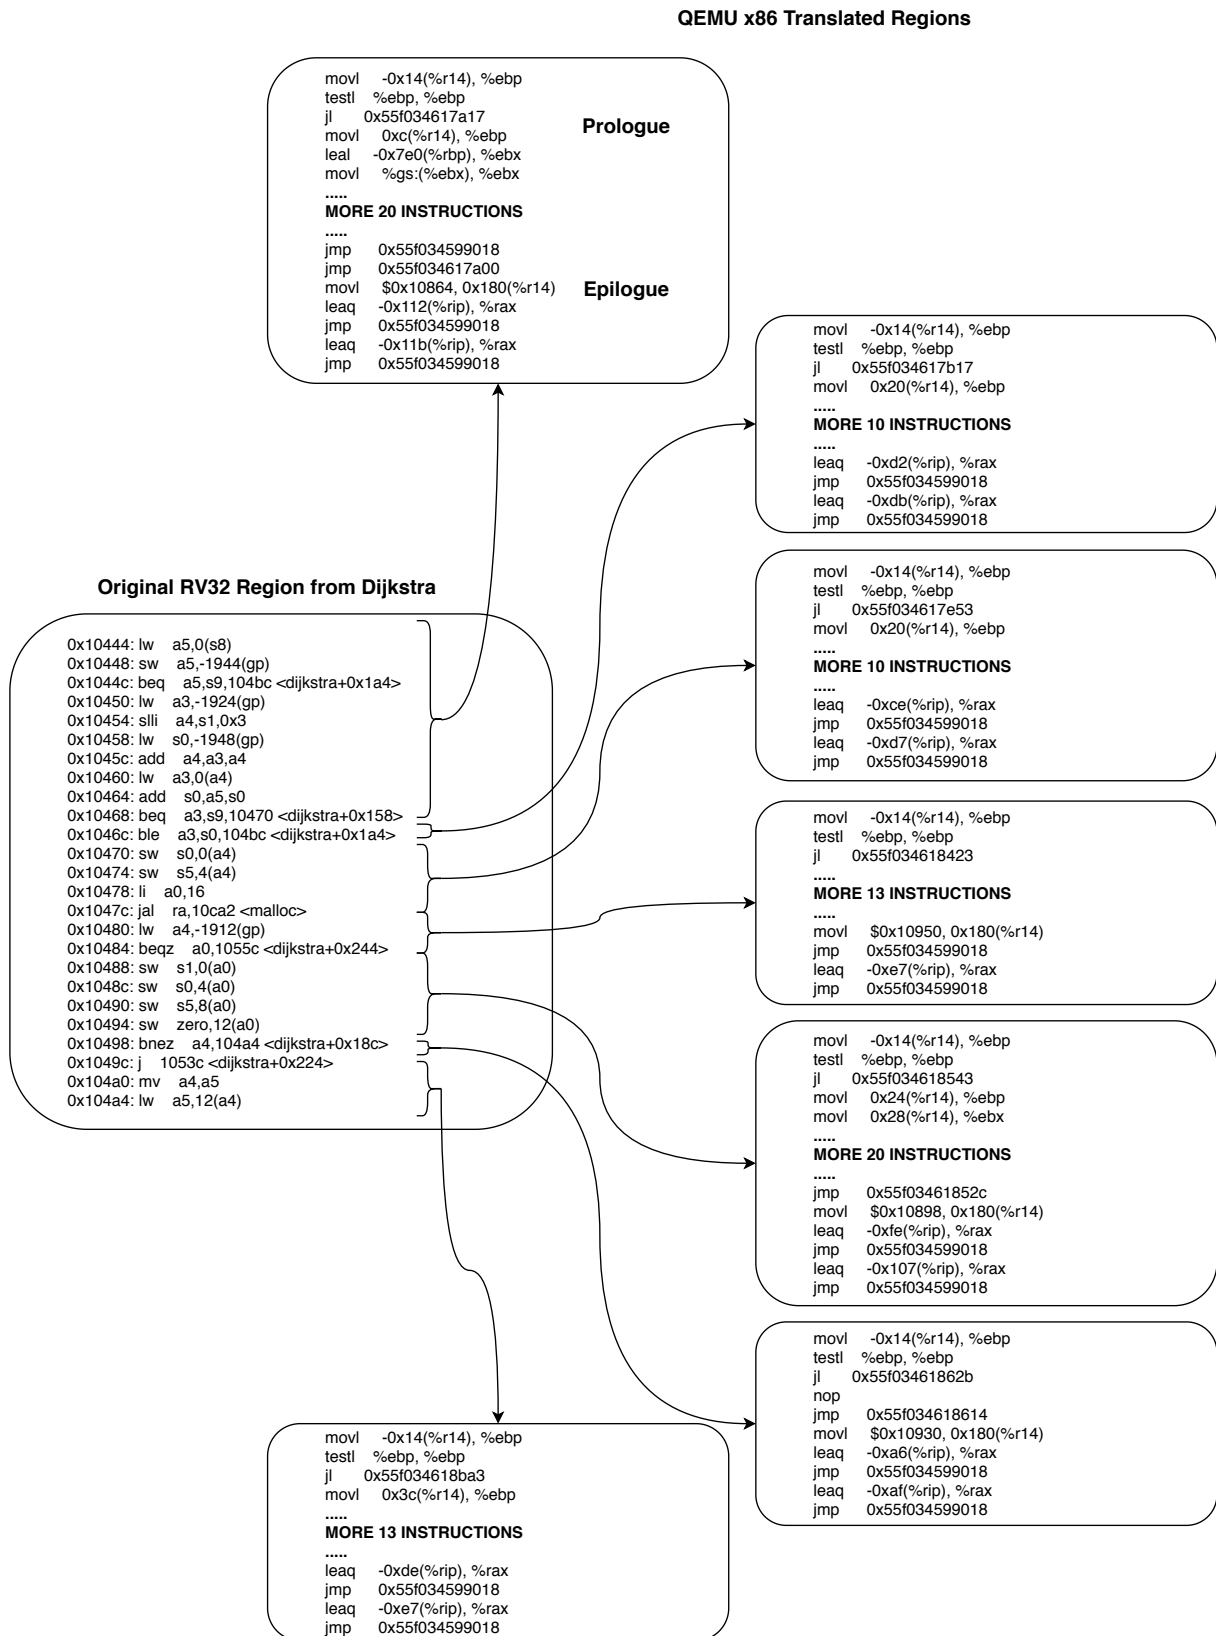 QEMU x86 Translated Regions
movl -0x14(%r14), %ebp
testl %ebp, %ebp
jl 0x55f034617a17
movl 0xc(%r14), %ebp
leal -0x7e0(%rbp), %ebx
movl %gs:(%ebx), %ebx
.....
MORE 20 INSTRUCTIONS
.....
jmp 0x55f034599018
jmp 0x55f034617a00
movl $0x10864, 0x180(%r14)
leaq -0x112(%rip), %rax
jmp 0x55f034599018
leaq -0x11b(%rip), %rax
jmp 0x55f034599018
Prologue
Epilogue
movl -0x14(%r14), %ebp
testl %ebp, %ebp
jl 0x55f034617b17
movl 0x20(%r14), %ebp
.....
MORE 10 INSTRUCTIONS
.....
leaq -0xd2(%rip), %rax
jmp 0x55f034599018
leaq -0xdb(%rip), %rax
jmp 0x55f034599018
movl -0x14(%r14), %ebp
testl %ebp, %ebp
jl 0x55f034617e53
movl 0x20(%r14), %ebp
.....
MORE 10 INSTRUCTIONS
.....
leaq -0xce(%rip), %rax
jmp 0x55f034599018
leaq -0xd7(%rip), %rax
jmp 0x55f034599018
Original RV32 Region from Dijkstra
0x10444: lw a5,0(s8)
0x10448: sw a5,-1944(gp)
0x1044c: beq a5,s9,104bc <dijkstra+0x1a4>
0x10450: lw a3,-1924(gp)
0x10454: slli a4,s1,0x3
0x10458: lw s0,-1948(gp)
0x1045c: add a4,a3,a4
0x10460: lw a3,0(a4)
0x10464: add s0,a5,s0
0x10468: beq a3,s9,10470 <dijkstra+0x158>
0x1046c: ble a3,s0,104bc <dijkstra+0x1a4>
0x10470: sw s0,0(a4)
0x10474: sw s5,4(a4)
0x10478: li a0,16
0x1047c: jal ra,10ca2 <malloc>
0x10480: lw a4,-1912(gp)
0x10484: beqz a0,1055c <dijkstra+0x244>
0x10488: sw s1,0(a0)
0x1048c: sw s0,4(a0)
0x10490: sw s5,8(a0)
0x10494: sw zero,12(a0)
0x10498: bnez a4,104a4 <dijkstra+0x18c>
0x1049c: j 1053c <dijkstra+0x224>
0x104a0: mv a4,a5
0x104a4: lw a5,12(a4)
movl -0x14(%r14), %ebp
testl %ebp, %ebp
jl 0x55f034618423
.....
MORE 13 INSTRUCTIONS
.....
movl $0x10950, 0x180(%r14)
jmp 0x55f034599018
leaq -0xe7(%rip), %rax
jmp 0x55f034599018
movl -0x14(%r14), %ebp
testl %ebp, %ebp
jl 0x55f034618543
movl 0x24(%r14), %ebp
movl 0x28(%r14), %ebx
.....
MORE 20 INSTRUCTIONS
.....
jmp 0x55f03461852c
movl $0x10898, 0x180(%r14)
leaq -0xfe(%rip), %rax
jmp 0x55f034599018
leaq -0x107(%rip), %rax
jmp 0x55f034599018
movl -0x14(%r14), %ebp
testl %ebp, %ebp
jl 0x55f03461862b
nop
jmp 0x55f034618614
movl $0x10930, 0x180(%r14)
leaq -0xa6(%rip), %rax
jmp 0x55f034599018
leaq -0xaf(%rip), %rax
jmp 0x55f034599018
movl -0x14(%r14), %ebp
testl %ebp, %ebp
jl 0x55f034618ba3
movl 0x3c(%r14), %ebp
.....
MORE 13 INSTRUCTIONS
.....
leaq -0xde(%rip), %rax
jmp 0x55f034599018
leaq -0xe7(%rip), %rax
jmp 0x55f034599018